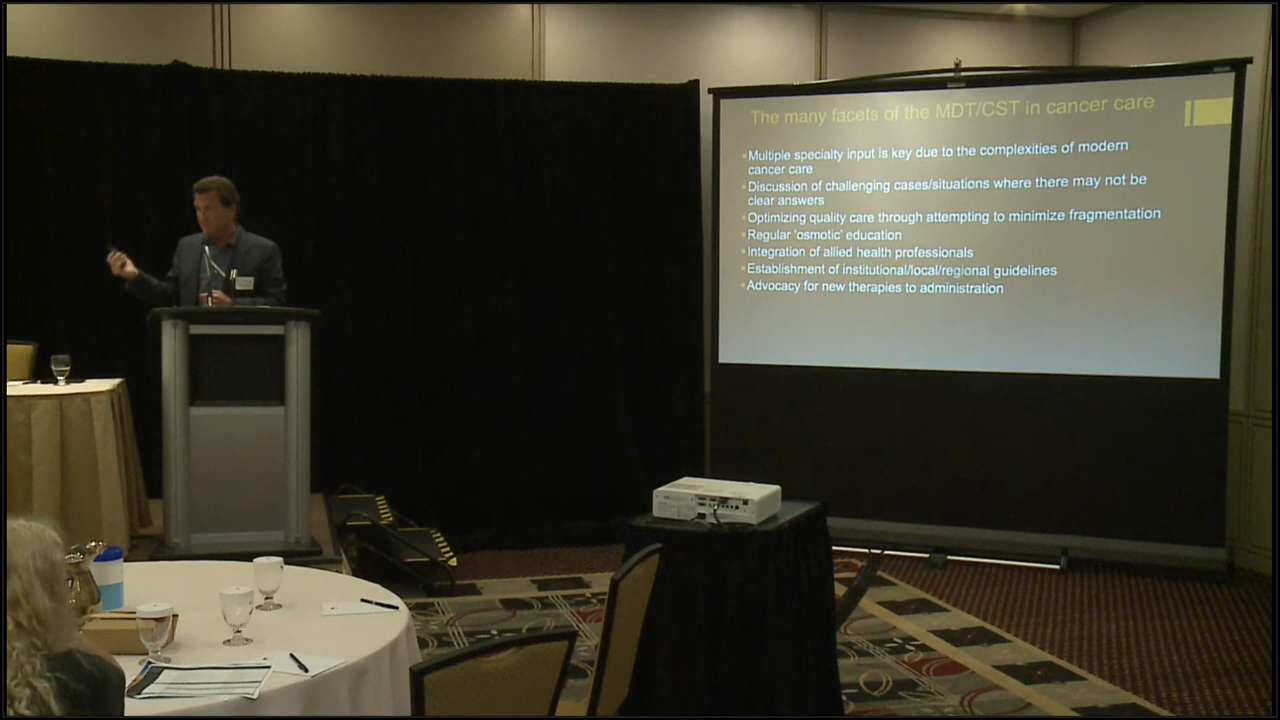 The many facets of the MDT/CST in cancer care
Multiple specialty input is key due to the complexities of modern
cancer care
Discussion of challenging cases/situations where there may not be
clear answers
Optimizing quality care through attempting to minimize fragmentation
Regular 'osmotic' education
Integration of allied health professionals
Establishment of institutional/local/regional guidelines
Advocacy for new therapies to administration